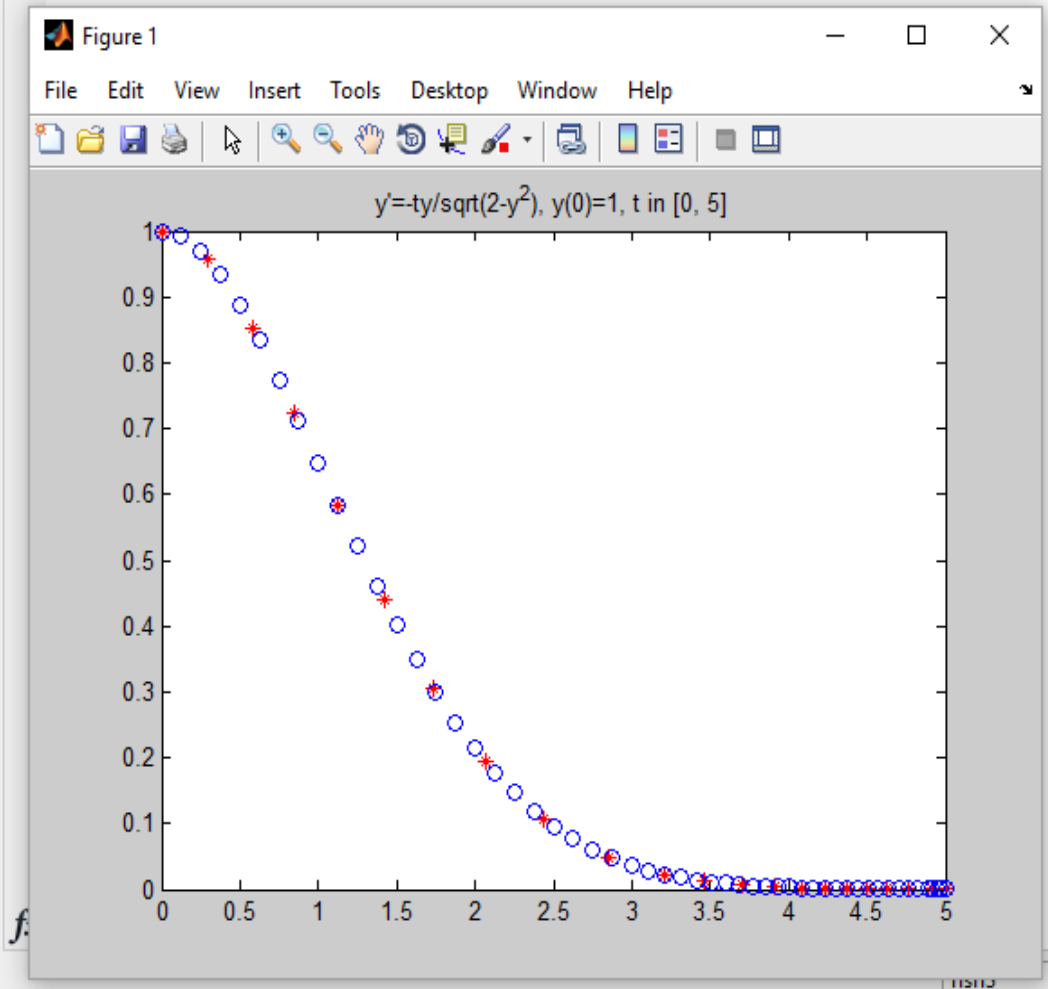 Figure 1
File Edit View Insert Tools Desktop Window Help
y'=-ty/sqrt(2-y²), y(0)=1, t in [0, 5]
1
0.9
0.8
0.7
0.6
0.5
0.4
0.3
0.2
0.1
0
0 0.5 1 1.5 2 2.5 3 3.5 4 4.5 5